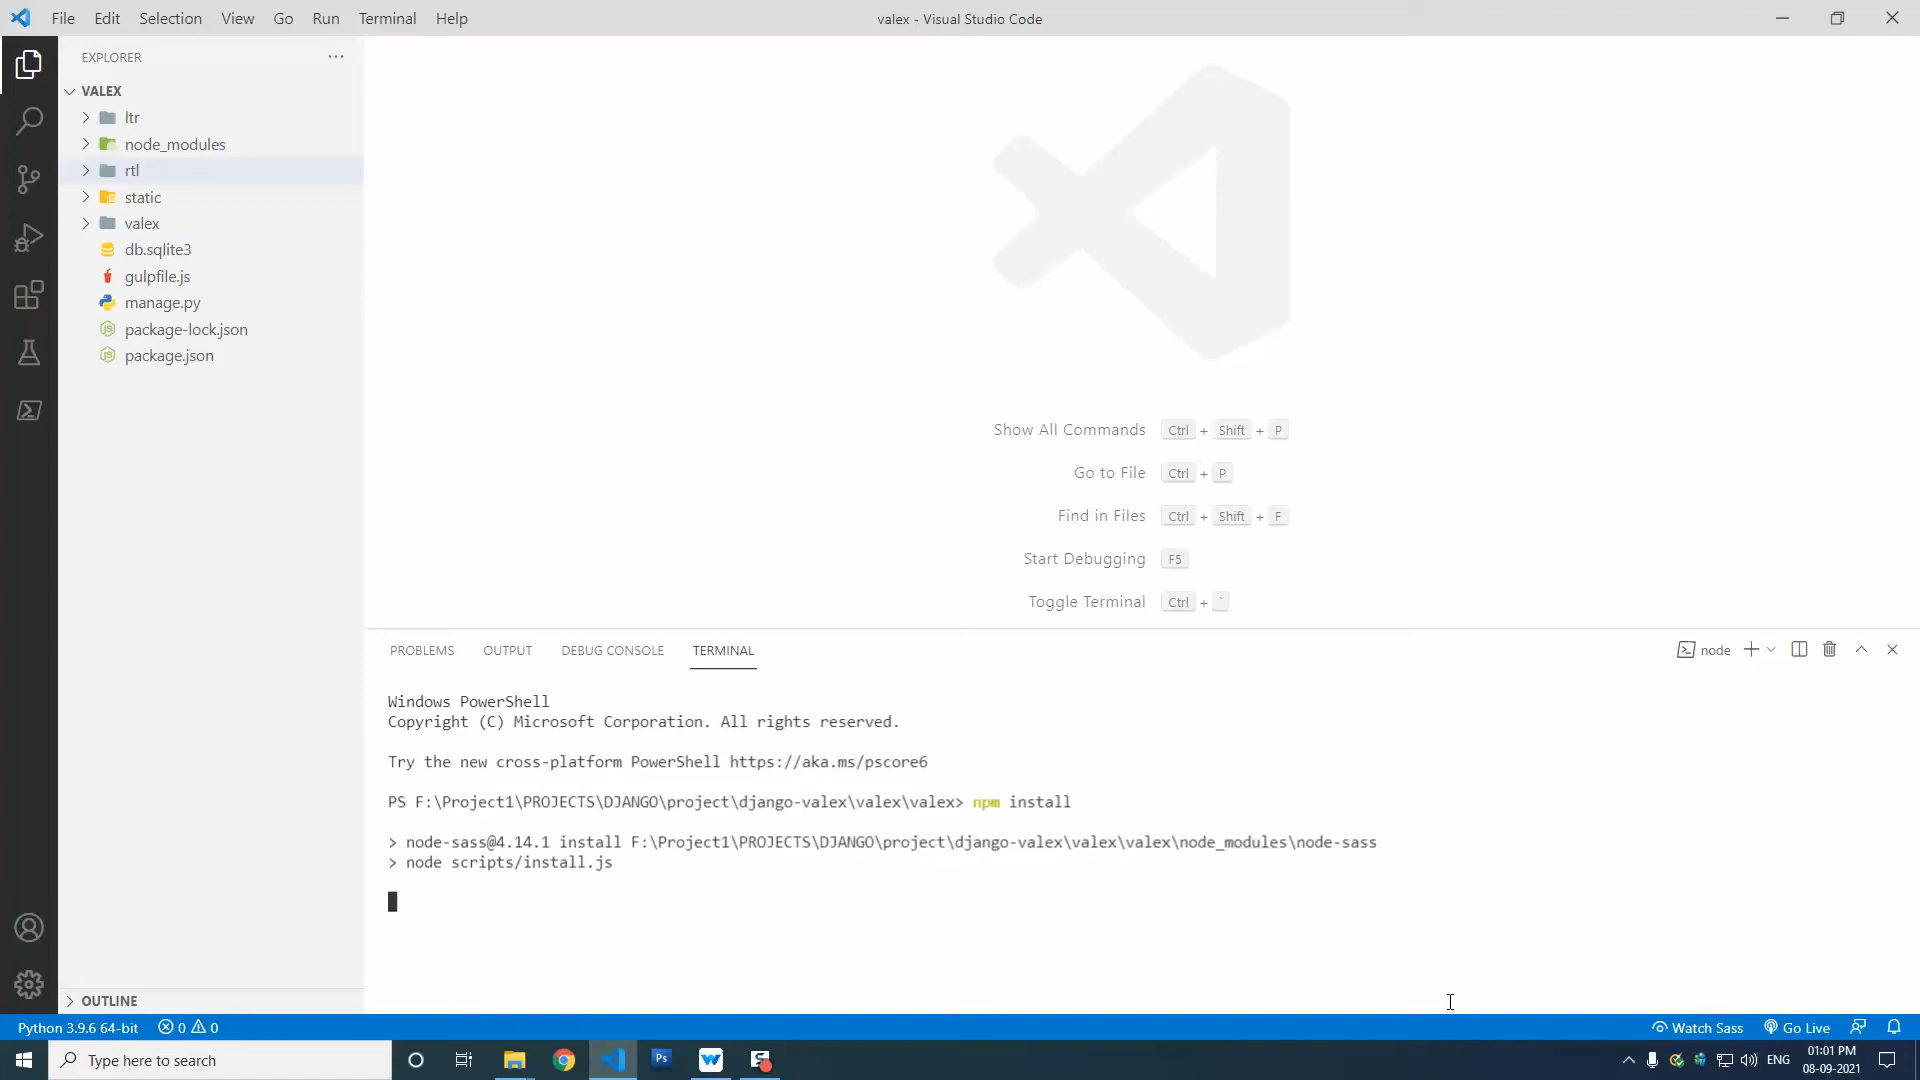 File Edit Selection View Go Run Terminal Help
valex - Visual Studio Code
EXPLORER
VALEX
ltr
node_modules
rtl
static
valex
db.sqlite3
gulpfile.js
manage.py
package-lock.json
package.json
OUTLINE
Show All Commands Ctrl + Shift + P
Go to File Ctrl + P
Find in Files Ctrl + Shift + F
Start Debugging F5
Toggle Terminal Ctrl + `
PROBLEMS OUTPUT DEBUG CONSOLE TERMINAL
node
Windows PowerShell
Copyright (C) Microsoft Corporation. All rights reserved.
Try the new cross-platform PowerShell https://aka.ms/pscore6
PS F:\Project1\PROJECTS\DJANGO\project\django-valex\valex\valex> npm install
> node-sass@4.14.1 install F:\Project1\PROJECTS\DJANGO\project\django-valex\valex\valex\node_modules\node-sass
> node scripts/install.js
Python 3.9.6 64-bit 0 0
Watch Sass Go Live
Type here to search
Ps
ENG
01:01 PM
08-09-2021